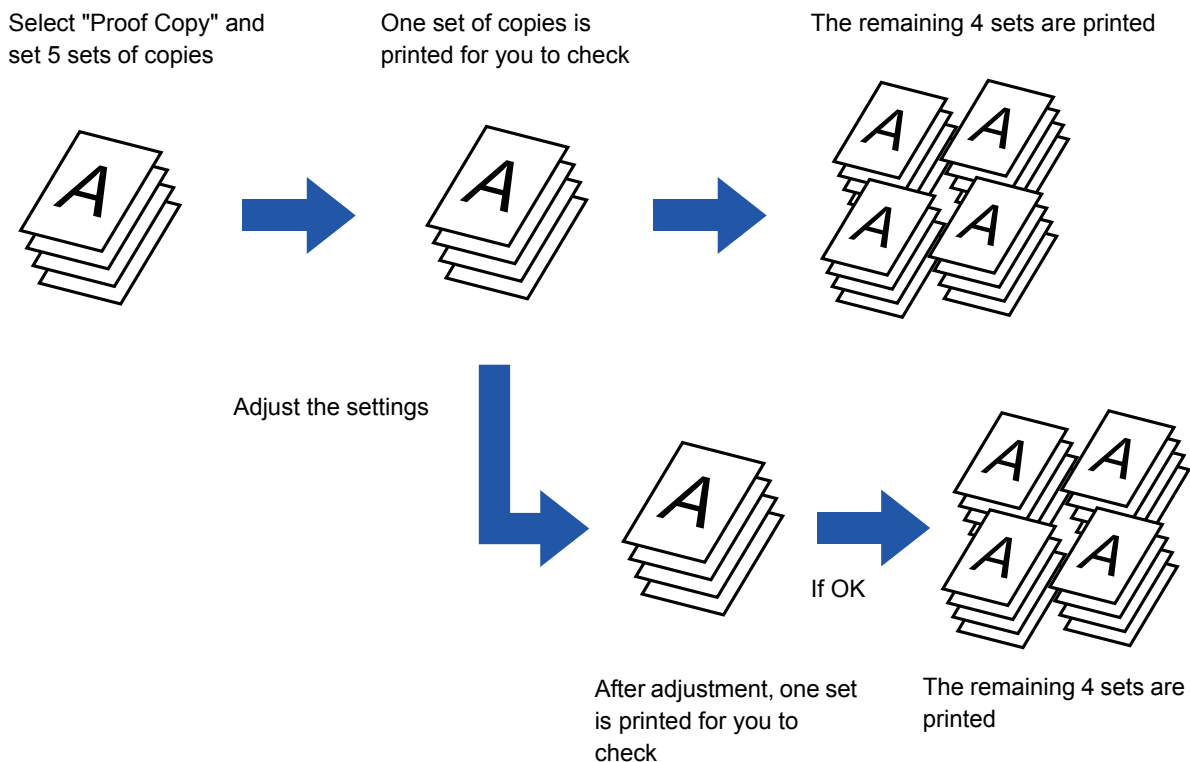 Select "Proof Copy" and
set 5 sets of copies
One set of copies is
printed for you to check
The remaining 4 sets are printed
A
A
A
A
A
A
Adjust the settings
A
A
A
A
A
If OK
After adjustment, one set
is printed for you to
check
The remaining 4 sets are
printed